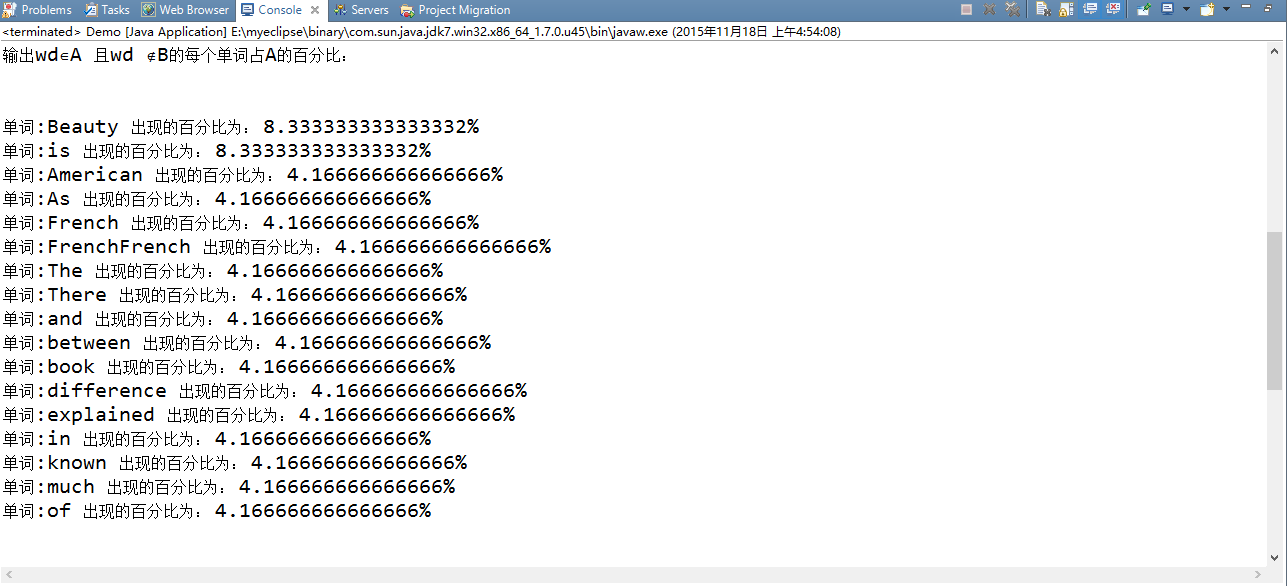 Problems Tasks Web Browser Console Servers Project Migration
<terminated> Demo [Java Application] E:\myeclipse\binary\com.sun.java.jdk7.win32.x86_64_1.7.0.u45\bin\javaw.exe (2015年11月18日 上午4:54:08)
输出wd∈A 且wd ∉B的每个单词占A的百分比：
单词:Beauty 出现的百分比为：8.333333333333332%
单词:is 出现的百分比为：8.333333333333332%
单词:American 出现的百分比为：4.166666666666666%
单词:As 出现的百分比为：4.166666666666666%
单词:French 出现的百分比为：4.166666666666666%
单词:FrenchFrench 出现的百分比为：4.166666666666666%
单词:The 出现的百分比为：4.166666666666666%
单词:There 出现的百分比为：4.166666666666666%
单词:and 出现的百分比为：4.166666666666666%
单词:between 出现的百分比为：4.166666666666666%
单词:book 出现的百分比为：4.166666666666666%
单词:difference 出现的百分比为：4.166666666666666%
单词:explained 出现的百分比为：4.166666666666666%
单词:in 出现的百分比为：4.166666666666666%
单词:known 出现的百分比为：4.166666666666666%
单词:much 出现的百分比为：4.166666666666666%
单词:of 出现的百分比为：4.166666666666666%